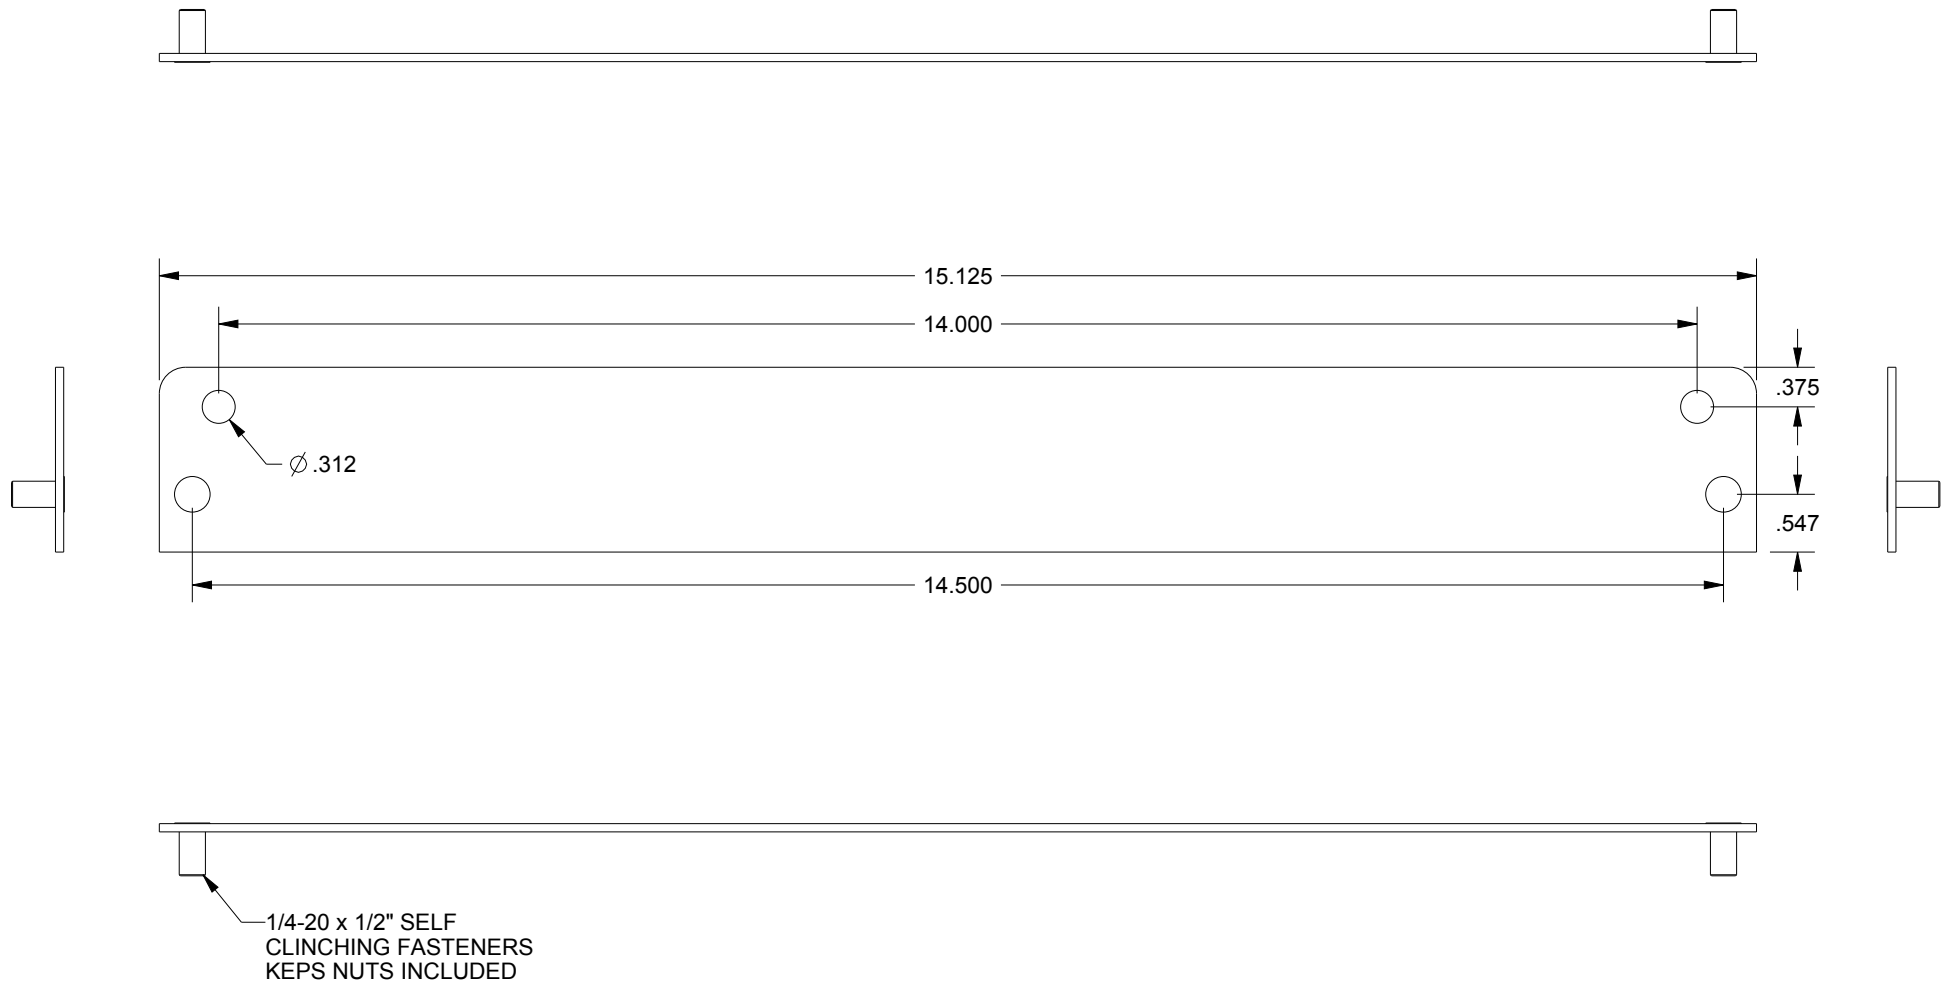 15.125
14.000
.375
⌀.312
.547
14.500
1/4-20 x 1/2" SELF
CLINCHING FASTENERS
KEPS NUTS INCLUDED